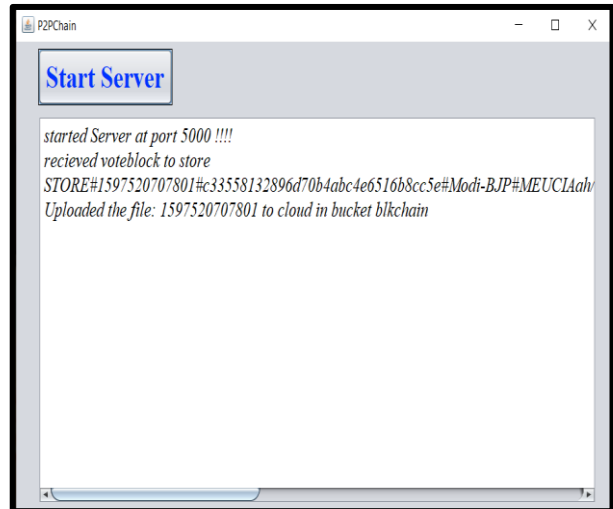 P2PChain
Start Server
started Server at port 5000 !!!!
recieved voteblock to store
STORE#1597520707801#c33558132896d70b4abc4e6516b8cc5e#Modi-BJP#MEUCIAah/
Uploaded the file: 1597520707801 to cloud in bucket blkchain